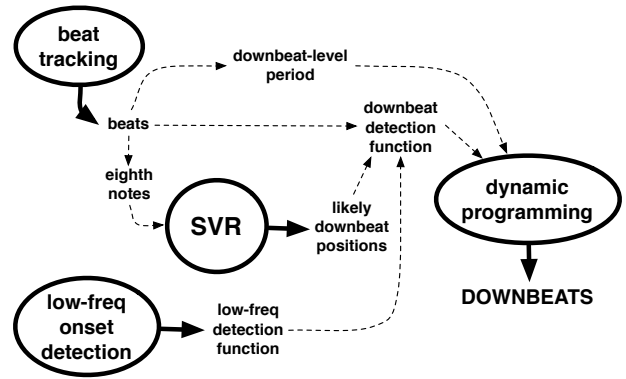 beat
tracking
downbeat-level
period
beats
downbeat
detection
function
eighth
notes
SVR
likely
downbeat
positions
dynamic
programming
DOWNBEATS
low-freq
onset
detection
low-freq
detection
function